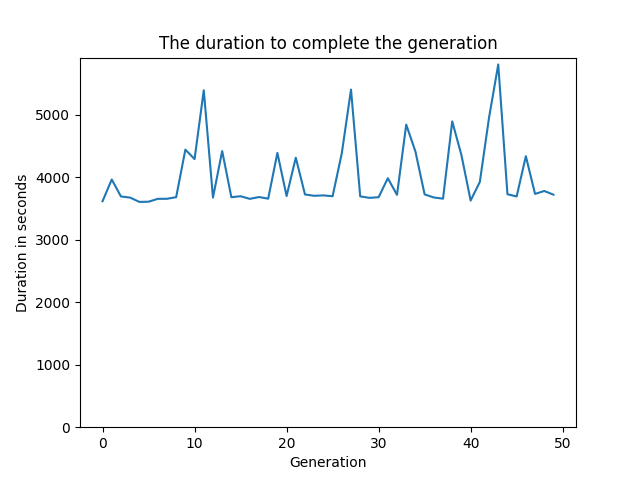 The duration to complete the generation
Duration in seconds
5000
4000
3000
2000
1000
0
0 10 20 30 40 50
Generation